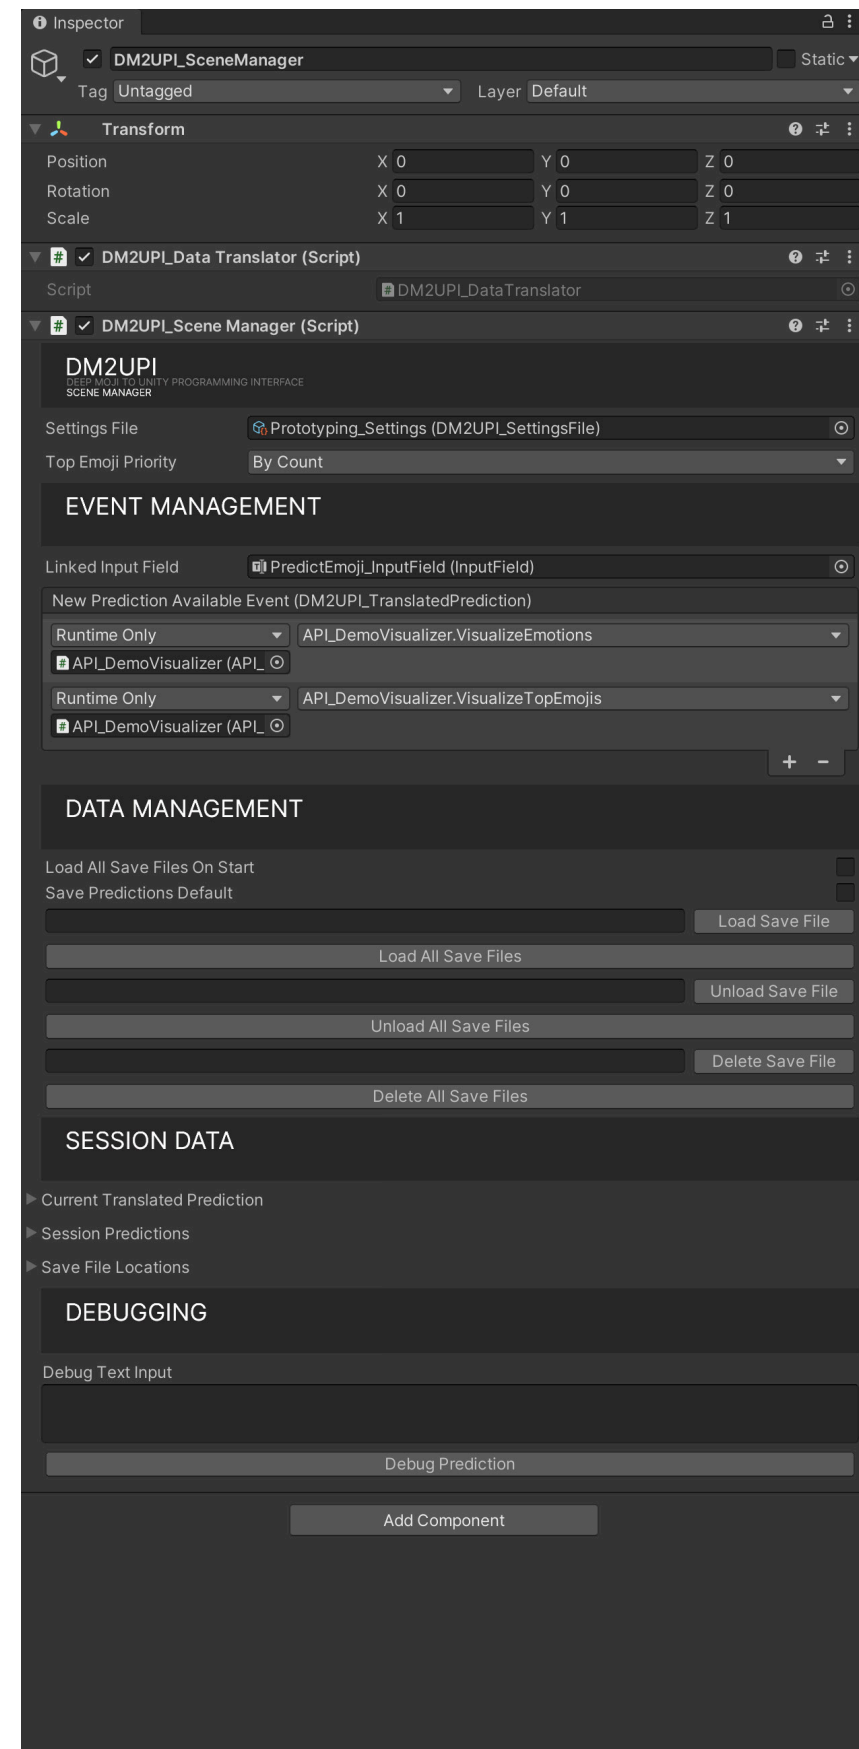 Inspector
DM2UPI_SceneManager Static
Tag Untagged Layer Default
Transform
Position X 0 Y 0 Z 0
Rotation X 0 Y 0 Z 0
Scale X 1 Y 1 Z 1
# DM2UPI_Data Translator (Script)
Script # DM2UPI_DataTranslator
# DM2UPI_Scene Manager (Script)
DM2UPI
DEEP MOJI TO UNITY PROGRAMMING INTERFACE
SCENE MANAGER
Settings File Prototyping_Settings (DM2UPI_SettingsFile)
Top Emoji Priority By Count
EVENT MANAGEMENT
Linked Input Field PredictEmoji_InputField (InputField)
New Prediction Available Event (DM2UPI_TranslatedPrediction)
Runtime Only API_DemoVisualizer.VisualizeEmotions
# API_DemoVisualizer (API_
Runtime Only API_DemoVisualizer.VisualizeTopEmojis
# API_DemoVisualizer (API_
+ -
DATA MANAGEMENT
Load All Save Files On Start
Save Predictions Default
Load Save File
Load All Save Files
Unload Save File
Unload All Save Files
Delete Save File
Delete All Save Files
SESSION DATA
Current Translated Prediction
Session Predictions
Save File Locations
DEBUGGING
Debug Text Input
Debug Prediction
Add Component